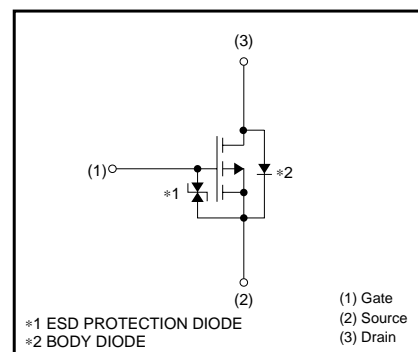 (3)
(1)
∗1
∗2
(2)
∗1 ESD PROTECTION DIODE
∗2 BODY DIODE
(1) Gate
(2) Source
(3) Drain